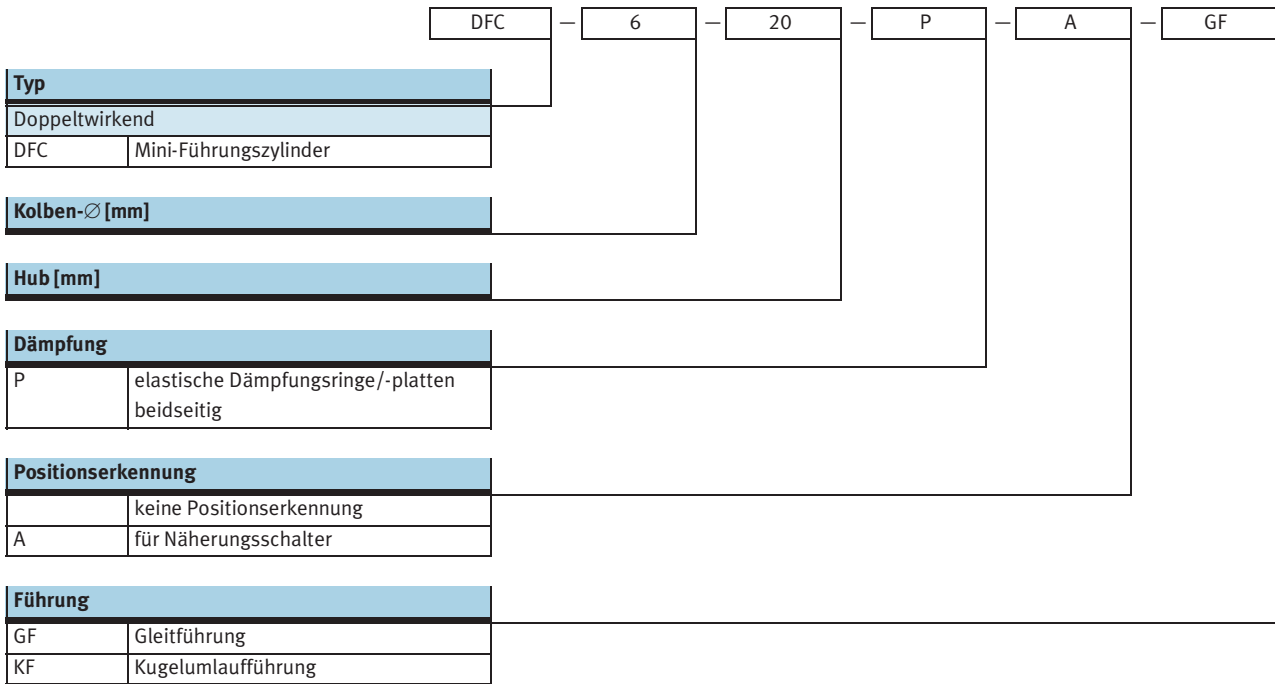 DFC — 6 — 20 — P — A — GF
Typ
Doppeltwirkend
DFC Mini-Führungszylinder
Kolben-∅ [mm]
Hub [mm]
Dämpfung
P elastische Dämpfungsringe/-platten
beidseitig
Positionserkennung
keine Positionserkennung
A für Näherungsschalter
Führung
GF Gleitführung
KF Kugelumlaufführung